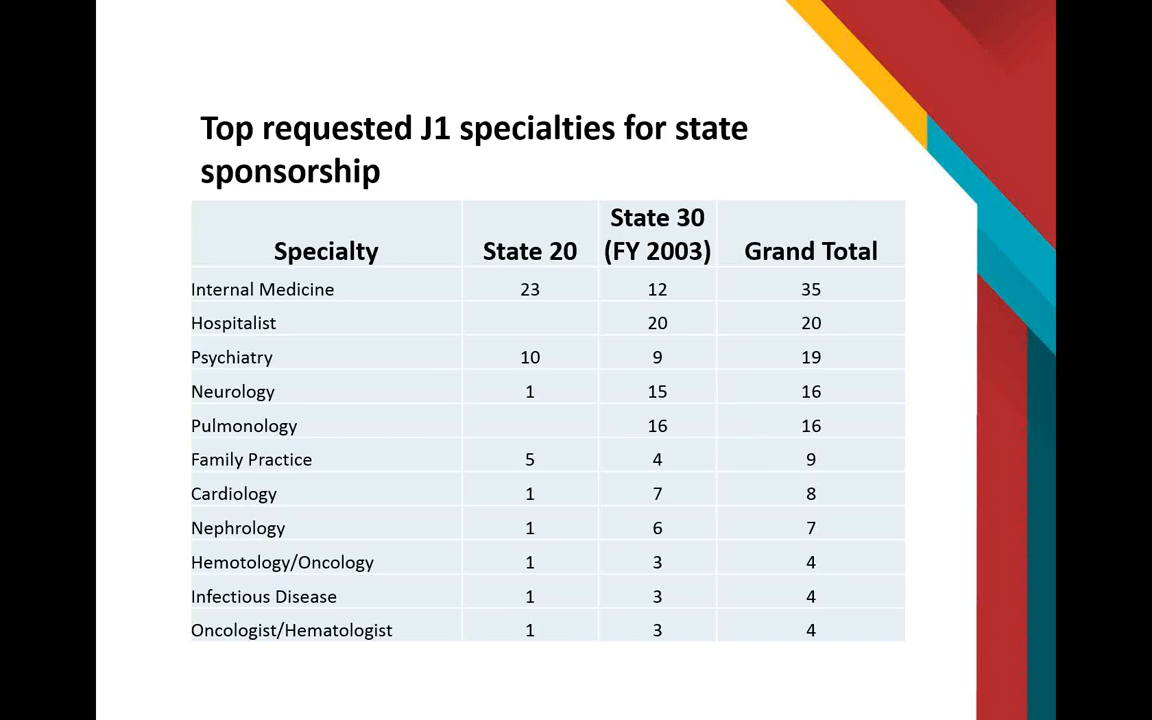 Top requested J1 specialties for state
sponsorship
Specialty State 20 State 30 (FY 2003) Grand Total
Internal Medicine 23 12 35
Hospitalist 20 20
Psychiatry 10 9 19
Neurology 1 15 16
Pulmonology 16 16
Family Practice 5 4 9
Cardiology 1 7 8
Nephrology 1 6 7
Hemotology/Oncology 1 3 4
Infectious Disease 1 3 4
Oncologist/Hematologist 1 3 4